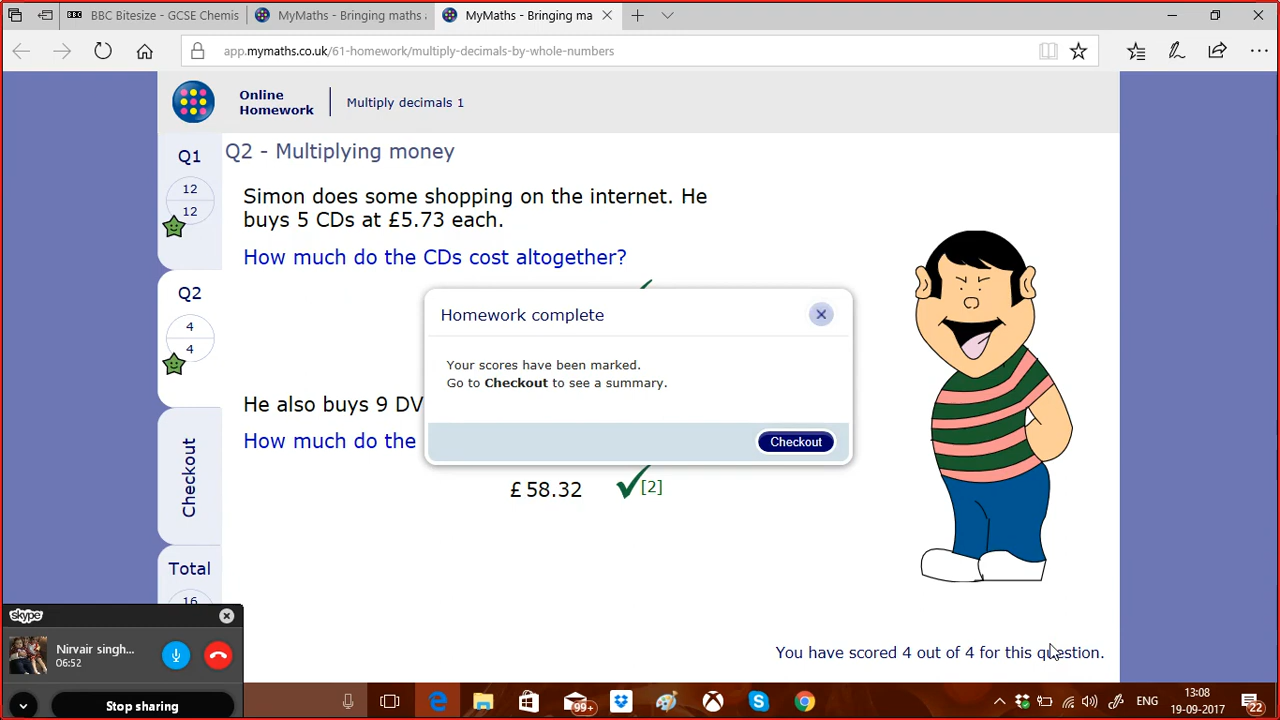 BBC BBC Bitesize - GCSE Chemis
MyMaths - Bringing maths a
MyMaths - Bringing ma
app.mymaths.co.uk/61-homework/multiply-decimals-by-whole-numbers
Online
Homework
Multiply decimals 1
Q1
12
12
Q2
4
4
Checkout
Total
16
Q2 - Multiplying money
Simon does some shopping on the internet. He
buys 5 CDs at £5.73 each.
How much do the CDs cost altogether?
Homework complete
Your scores have been marked.
Go to Checkout to see a summary.
Checkout
He also buys 9 DV
How much do the
£ 58.32
[2]
You have scored 4 out of 4 for this question.
skype
Nirvair singh...
06:52
Stop sharing
99+
ENG
13:08
19-09-2017
22